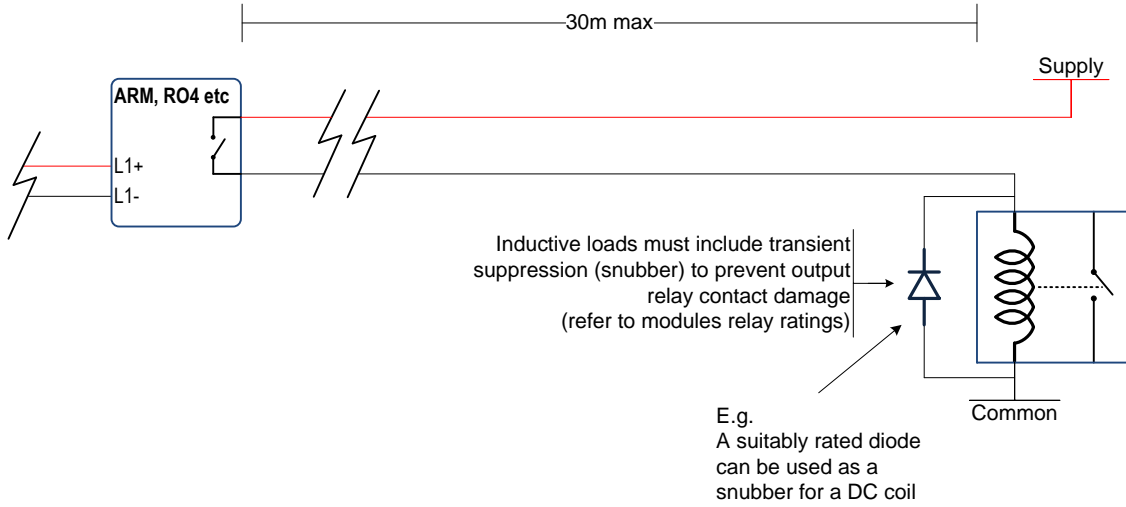 30m max
Supply
ARM, RO4 etc
L1+
L1-
Inductive loads must include transient
suppression (snubber) to prevent output
relay contact damage
(refer to modules relay ratings)
E.g.
A suitably rated diode
can be used as a
snubber for a DC coil
Common